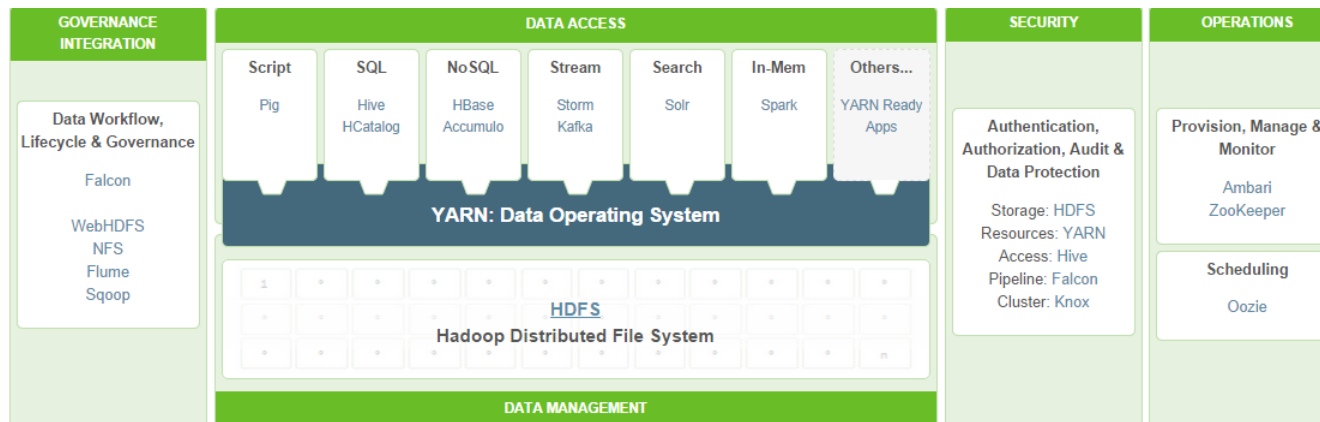 GOVERNANCE
INTEGRATION
Data Workflow,
Lifecycle & Governance
Falcon
WebHDFS
NFS
Flume
Sqoop
DATA ACCESS
Script
Pig
SQL
Hive
HCatalog
NoSQL
HBase
Accumulo
Stream
Storm
Kafka
Search
Solr
In-Mem
Spark
Others...
YARN Ready
Apps
YARN: Data Operating System
1
HDFS
Hadoop Distributed File System
n
DATA MANAGEMENT
SECURITY
Authentication,
Authorization, Audit &
Data Protection
Storage: HDFS
Resources: YARN
Access: Hive
Pipeline: Falcon
Cluster: Knox
OPERATIONS
Provision, Manage &
Monitor
Ambari
ZooKeeper
Scheduling
Oozie